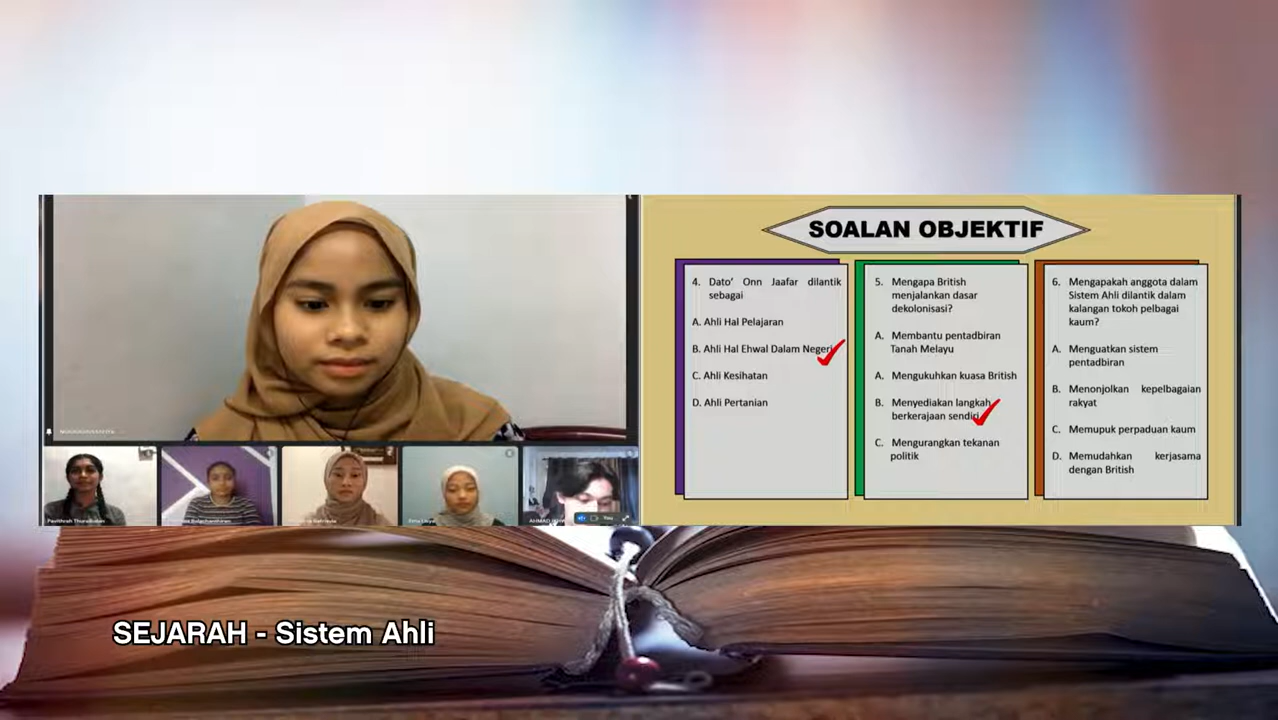 SOALAN OBJEKTIF
4. Dato' Onn Jaafar dilantik
sebagai
A. Ahli Hal Pelajaran
B. Ahli Hal Ehwal Dalam Negeri
C. Ahli Kesihatan
D. Ahli Pertanian
5. Mengapa British
menjalankan dasar
dekolonisasi?
A. Membantu pentadbiran
Tanah Melayu
A. Mengukuhkan kuasa British
B. Menyediakan langkah
berkerajaan sendiri
C. Mengurangkan tekanan
politik
6. Mengapakah anggota dalam
Sistem Ahli dilantik dalam
kalangan tokoh pelbagai
kaum?
A. Menguatkan sistem
pentadbiran
B. Menonjolkan kepelbagaian
rakyat
C. Memupuk perpaduan kaum
D. Memudahkan kerjasama
dengan British
You
SEJARAH - Sistem Ahli